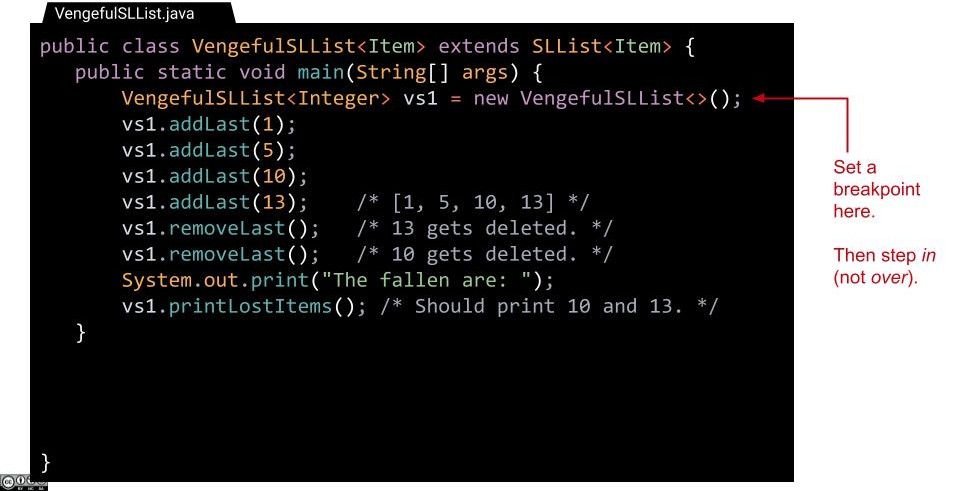 VengefulSLList.java
public class VengefulSLList<Item> extends SLList<Item> {
public static void main(String[] args) {
VengefulSLList<Integer> vs1 = new VengefulSLList<>();
vs1.addLast(1);
vs1.addLast(5);
vs1.addLast(10);
vs1.addLast(13);    /* [1, 5, 10, 13] */
vs1.removeLast();   /* 13 gets deleted. */
vs1.removeLast();   /* 10 gets deleted. */
System.out.print("The fallen are: ");
vs1.printLostItems(); /* Should print 10 and 13. */
}
}
Set a
breakpoint
here.
Then step in
(not over).